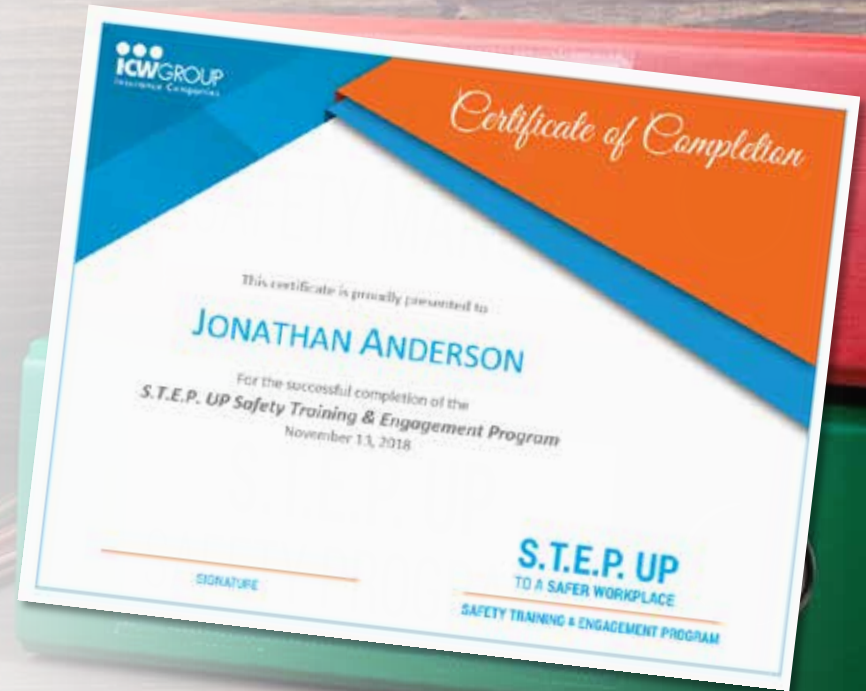 ICWGROUP
Insurance Companies
Certificate of Completion
This certificate is proudly presented to
JONATHAN ANDERSON
For the successful completion of the
S.T.E.P. UP Safety Training & Engagement Program
November 13, 2018
SIGNATURE
S.T.E.P. UP
TO A SAFER WORKPLACE
SAFETY TRAINING & ENGAGEMENT PROGRAM